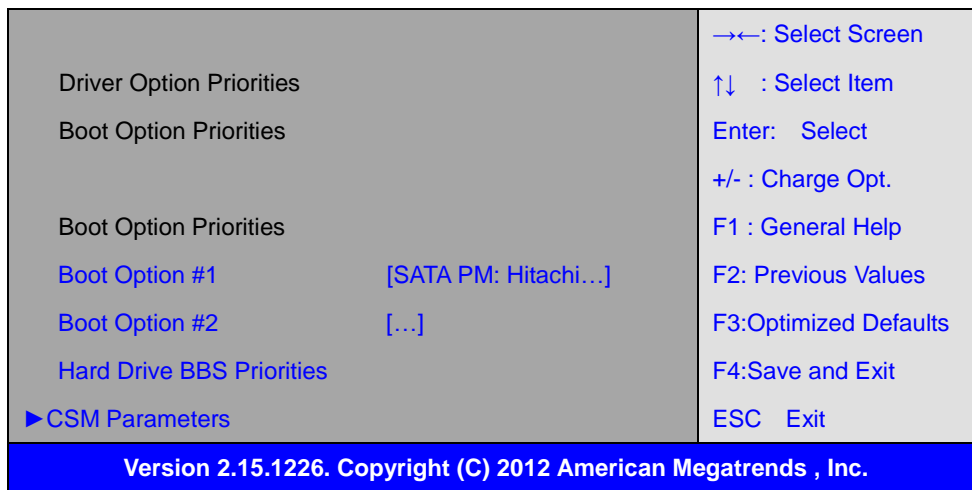 Driver Option Priorities
Boot Option Priorities
Boot Option Priorities
Boot Option #1 [SATA PM: Hitachi…]
Boot Option #2 […]
Hard Drive BBS Priorities
►CSM Parameters
→←: Select Screen
↑↓ : Select Item
Enter: Select
+/- : Charge Opt.
F1 : General Help
F2: Previous Values
F3:Optimized Defaults
F4:Save and Exit
ESC Exit
Version 2.15.1226. Copyright (C) 2012 American Megatrends , Inc.